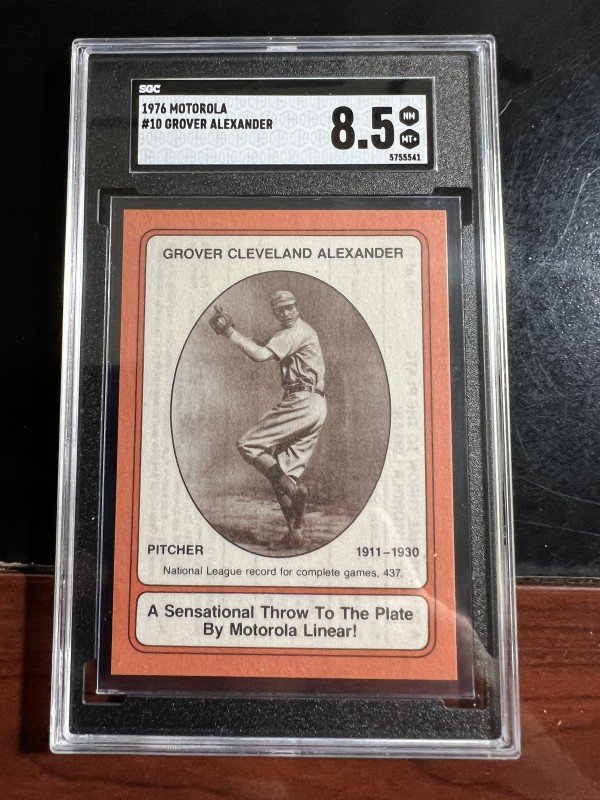 SGC
1976 MOTOROLA
#10 GROVER ALEXANDER
8.5
NM
MT+
5755541
GROVER CLEVELAND ALEXANDER
PITCHER 1911–1930
National League record for complete games, 437.
A Sensational Throw To The Plate
By Motorola Linear!